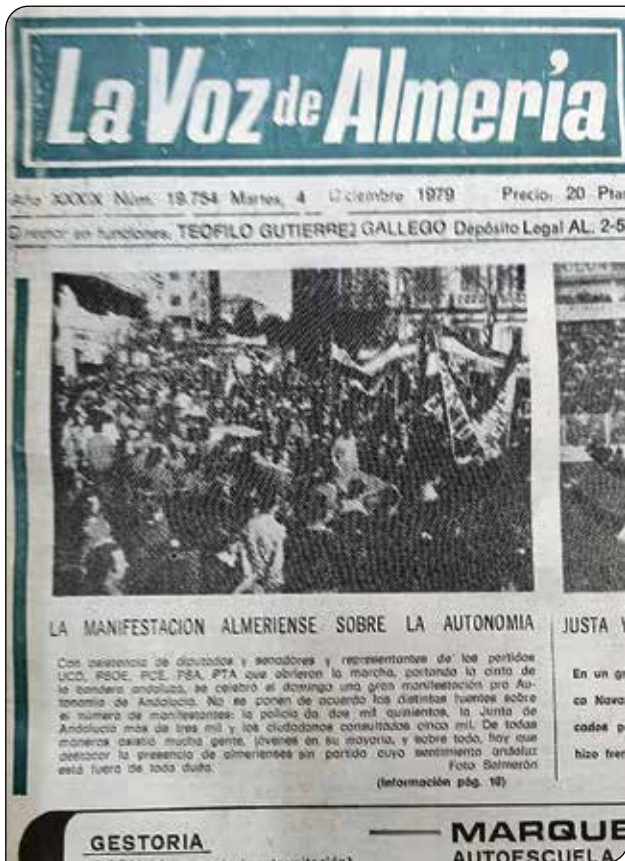 La Voz de Almería
Año XXXIX Núm. 19.754 Martes, 4 Diciembre 1979 Precio: 20 Ptas
Director en funciones, TEOFILO GUTIERREZ GALLEGO Depósito Legal AL. 2-5
LA MANIFESTACION ALMERIENSE SOBRE LA AUTONOMIA
Con asistencia de diputados y senadores y representantes de los partidos
UCD, PSOE, PCE, PSA, PTA que abrieron la marcha, portando la cinta de
la bandera andaluza, se celebró el domingo una gran manifestación pro Au-
tonomía de Andalucía. No se ponen de acuerdo las distintas fuentes sobre
el número de manifestantes: la policía da dos mil quinientos, la Junta de
Andalucía más de tres mil y los ciudadanos consultados cinco mil. De todas
maneras asistió mucha gente, jóvenes en su mayoría, y sobre todo, hay que
destacar la presencia de almerienses sin partido cuyo sentimiento andaluz
está fuera de toda duda. Foto Salmerón
(Información pág. 10)
JUSTA
En un
co Nava
cados
hizo
GESTORIA
MARQUE
AUTOESCUELA